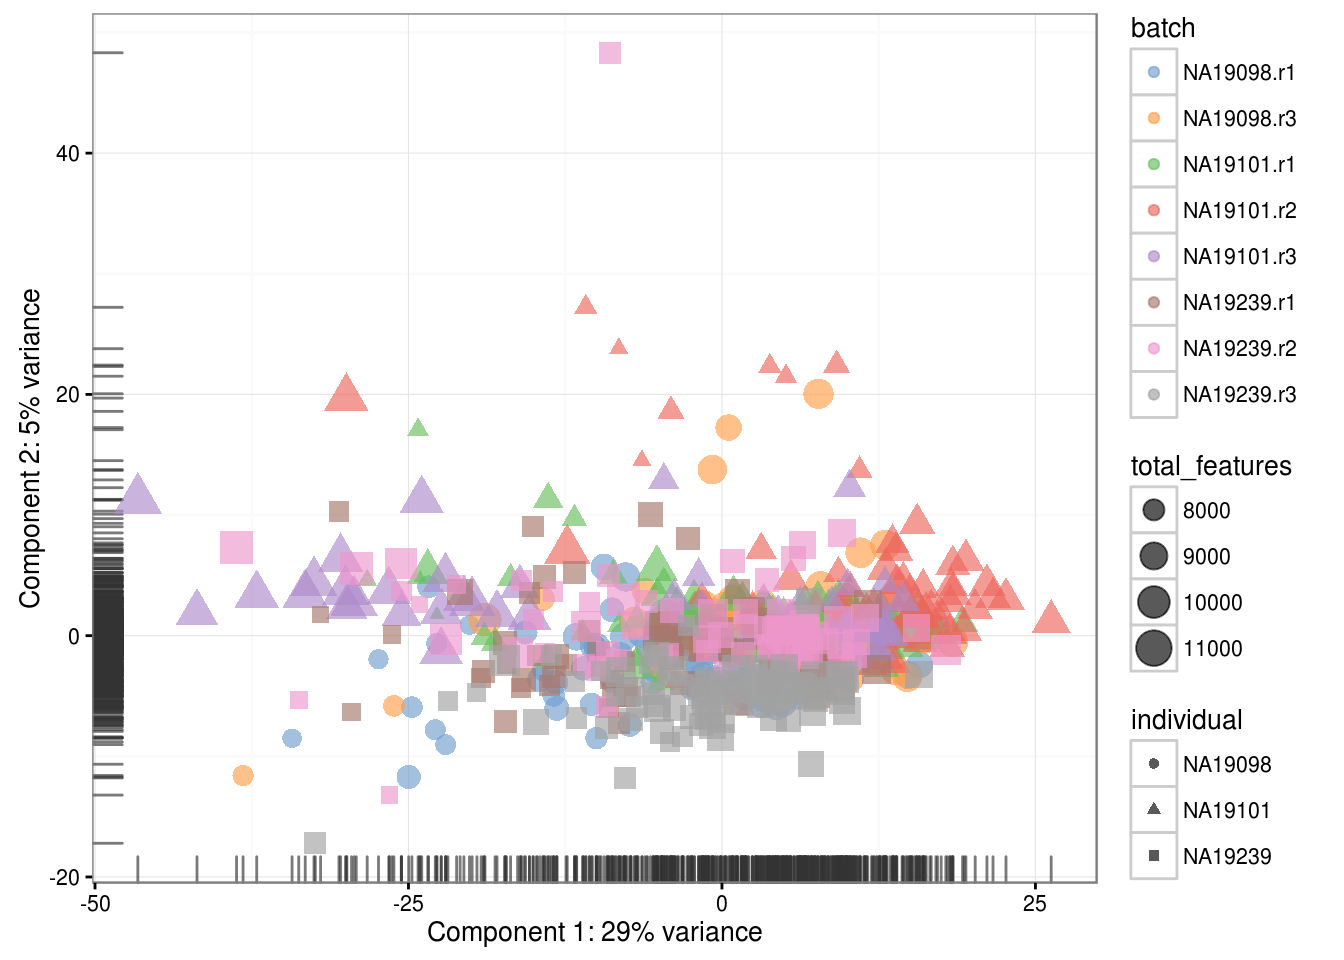 batch
NA19098.r1
NA19098.r3
NA19101.r1
NA19101.r2
NA19101.r3
NA19239.r1
NA19239.r2
NA19239.r3
total_features
8000
9000
10000
11000
individual
NA19098
NA19101
NA19239
Component 2: 5% variance
40
20
0
-20
-50
-25
0
25
Component 1: 29% variance